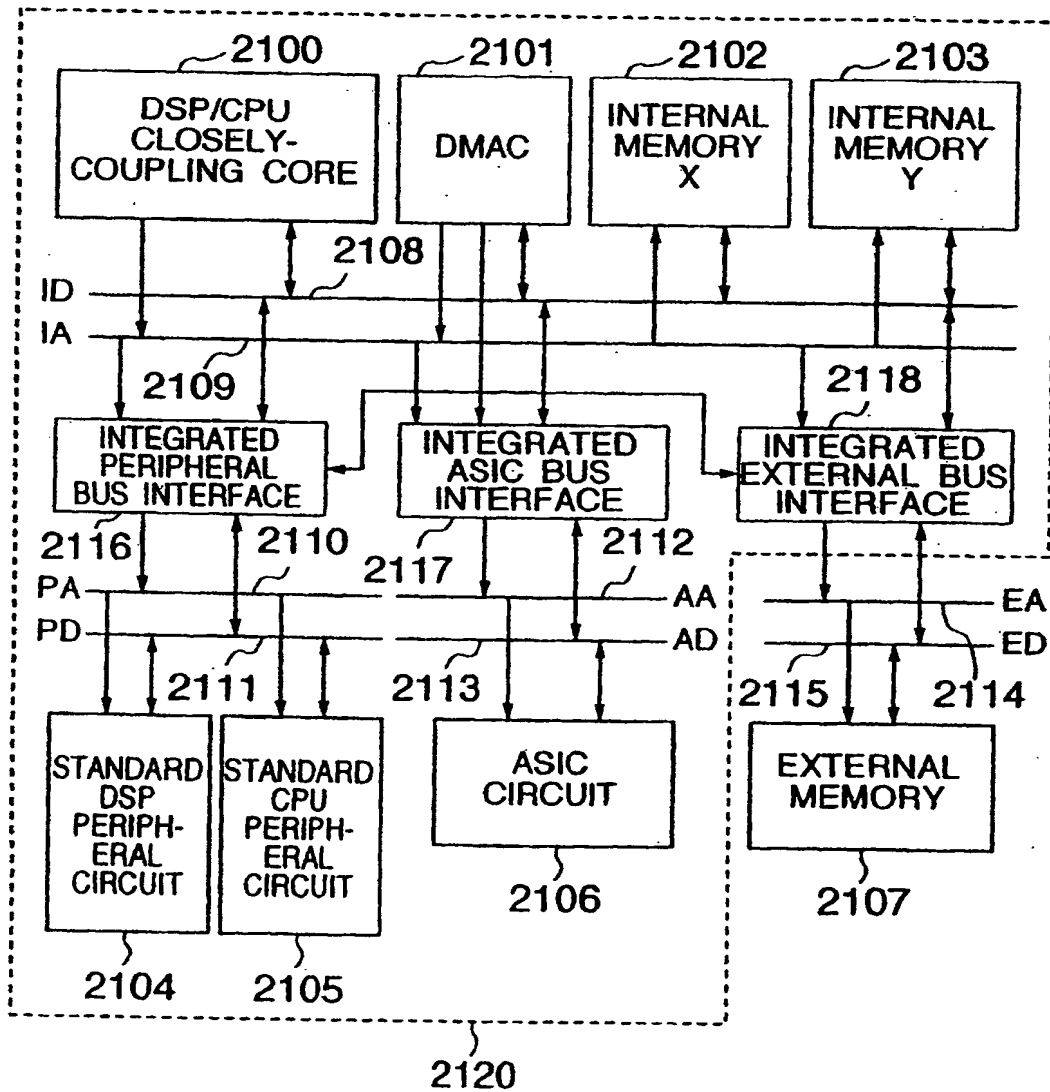 2100
2101
2102
2103
DSP/CPU
CLOSELY-
COUPLING CORE
DMAC
INTERNAL
MEMORY
X
INTERNAL
MEMORY
Y
2108
ID
IA
2109
2118
INTEGRATED
PERIPHERAL
BUS INTERFACE
INTEGRATED
ASIC BUS
INTERFACE
INTEGRATED
EXTERNAL BUS
INTERFACE
2116
2110
2117
2112
PA
AA
EA
PD
AD
ED
2111
2113
2115
2114
STANDARD
DSP
PERIPH-
ERAL
CIRCUIT
STANDARD
CPU
PERIPH-
ERAL
CIRCUIT
ASIC
CIRCUIT
EXTERNAL
MEMORY
2106
2107
2104
2105
2120